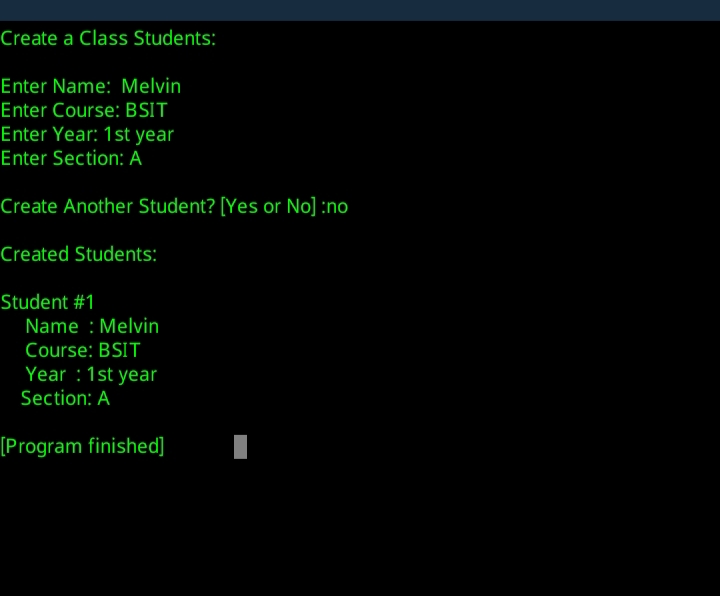 Create a Class Students:
Enter Name:  Melvin
Enter Course: BSIT
Enter Year: 1st year
Enter Section: A
Create Another Student? [Yes or No] :no
Created Students:
Student #1
Name  : Melvin
Course: BSIT
Year  : 1st year
Section: A
[Program finished]